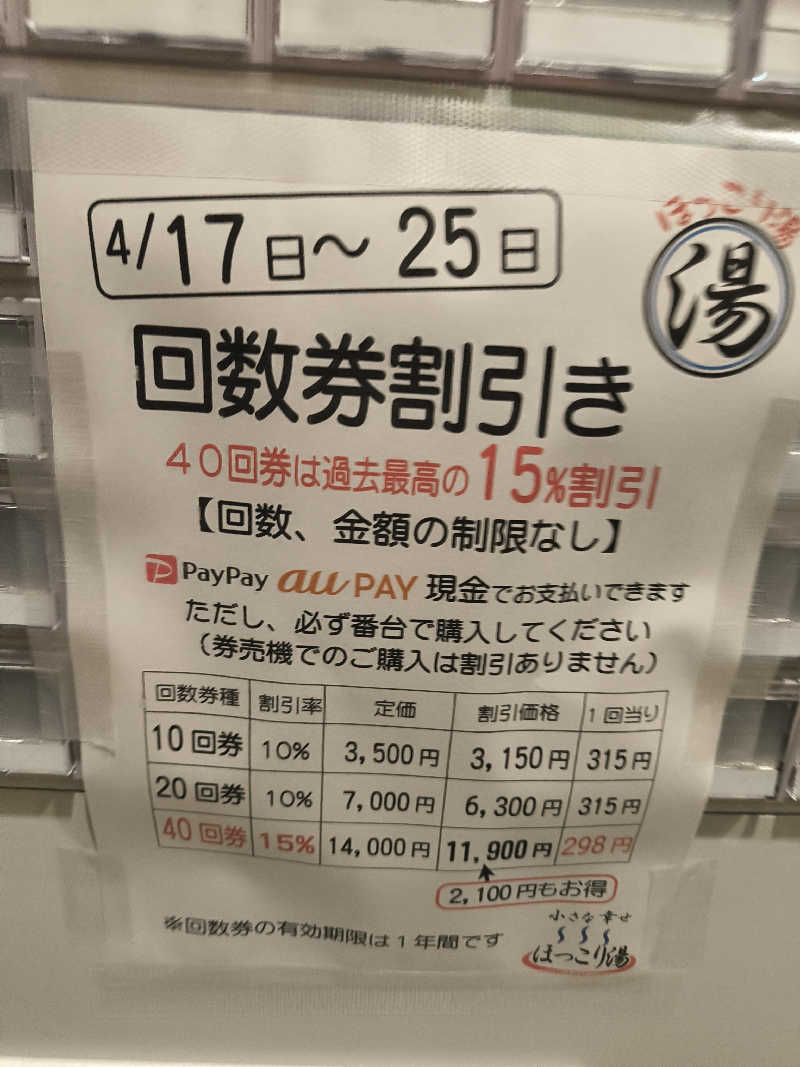 4/17日～25日
ほっこり湯
湯
回数券割引き
40回券は過去最高の15%割引
【回数、金額の制限なし】
PayPay au PAY 現金でお支払いできます
ただし、必ず番台で購入してください
（券売機でのご購入は割引ありません）
回数券種 割引率 定価 割引価格 1回当り
10回券 10% 3,500円 3,150円 315円
20回券 10% 7,000円 6,300円 315円
40回券 15% 14,000円 11,900円 298円
2,100円もお得
※回数券の有効期限は1年間です
小さな幸せ
ほっこり湯